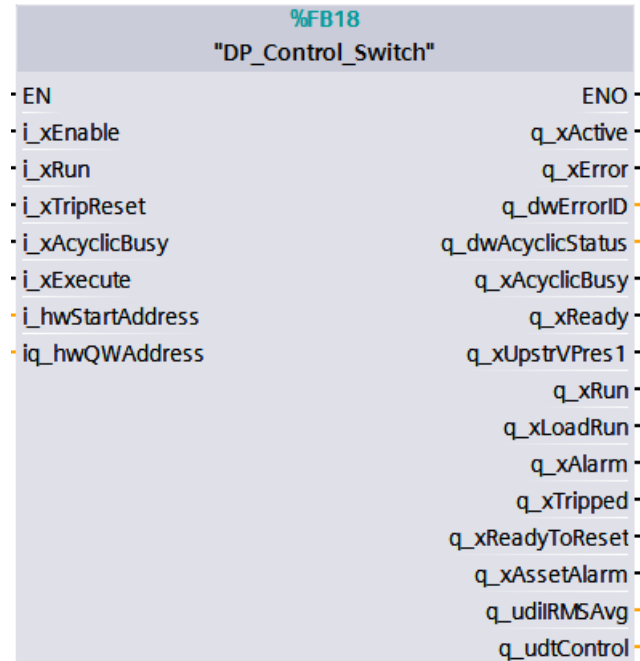 %FB18
"DP_Control_Switch"
EN ENO
i_xEnable q_xActive
i_xRun q_xError
i_xTripReset q_dwErrorID
i_xAcyclicBusy q_dwAcyclicStatus
i_xExecute q_xAcyclicBusy
i_hwStartAddress q_xReady
iq_hwQWAddress q_xUpstrVPres1
q_xRun
q_xLoadRun
q_xAlarm
q_xTripped
q_xReadyToReset
q_xAssetAlarm
q_udiIRMSAvg
q_udtControl